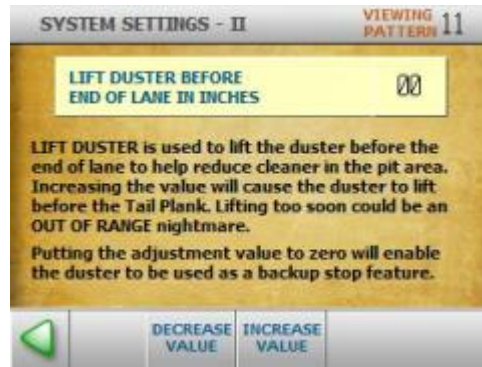 SYSTEM SETTINGS - II
VIEWING
PATTERN 11
LIFT DUSTER BEFORE
END OF LANE IN INCHES
00
LIFT DUSTER is used to lift the duster before the
end of lane to help reduce cleaner in the pit area.
Increasing the value will cause the duster to lift
before the Tail Plank. Lifting too soon could be an
OUT OF RANGE nightmare.
Putting the adjustment value to zero will enable
the duster to be used as a backup stop feature.
DECREASE
VALUE
INCREASE
VALUE